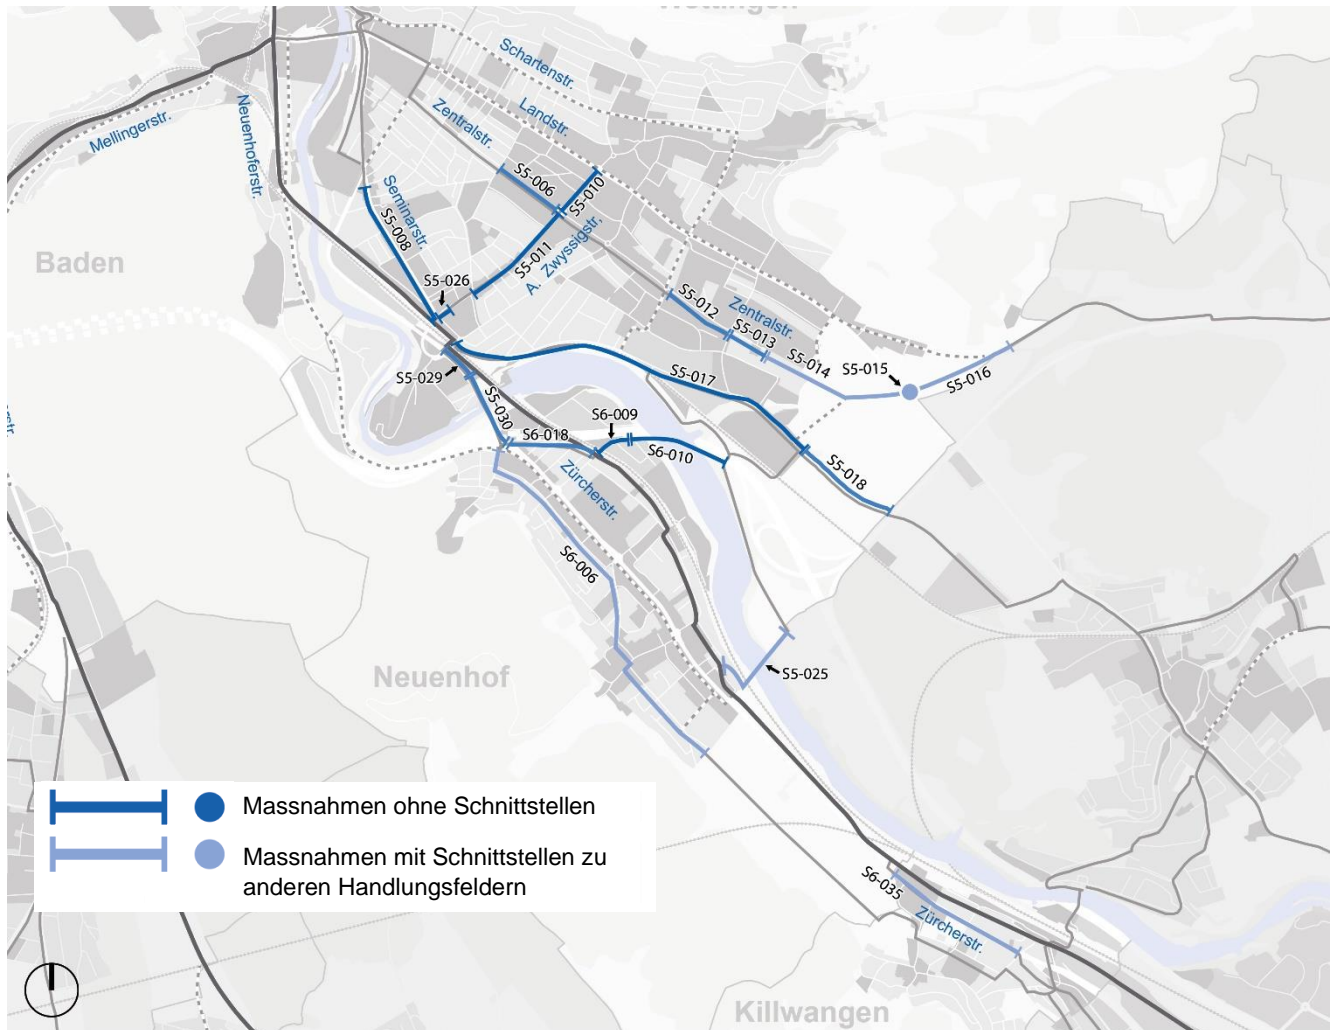 Wettingen
Schartenstr.
Landstr.
Zentralstr.
Mellingerstr.
Neuenhoferstr.
S5-006
S5-010
Seminarstr.
S5-008
S5-011
A. Zwyssigstr,
Baden
S5-026
S5-012
Zentralstr.
S5-013
S5-014
S5-015
S5-016
S5-029
S5-017
S5-030
S6-009
S6-018
S6-010
S5-018
Zürcherstr.
S6-006
Neuenhof
S5-025
Massnahmen ohne Schnittstellen
Massnahmen mit Schnittstellen zu
anderen Handlungsfeldern
S6-035
Zürcherstr.
Killwangen